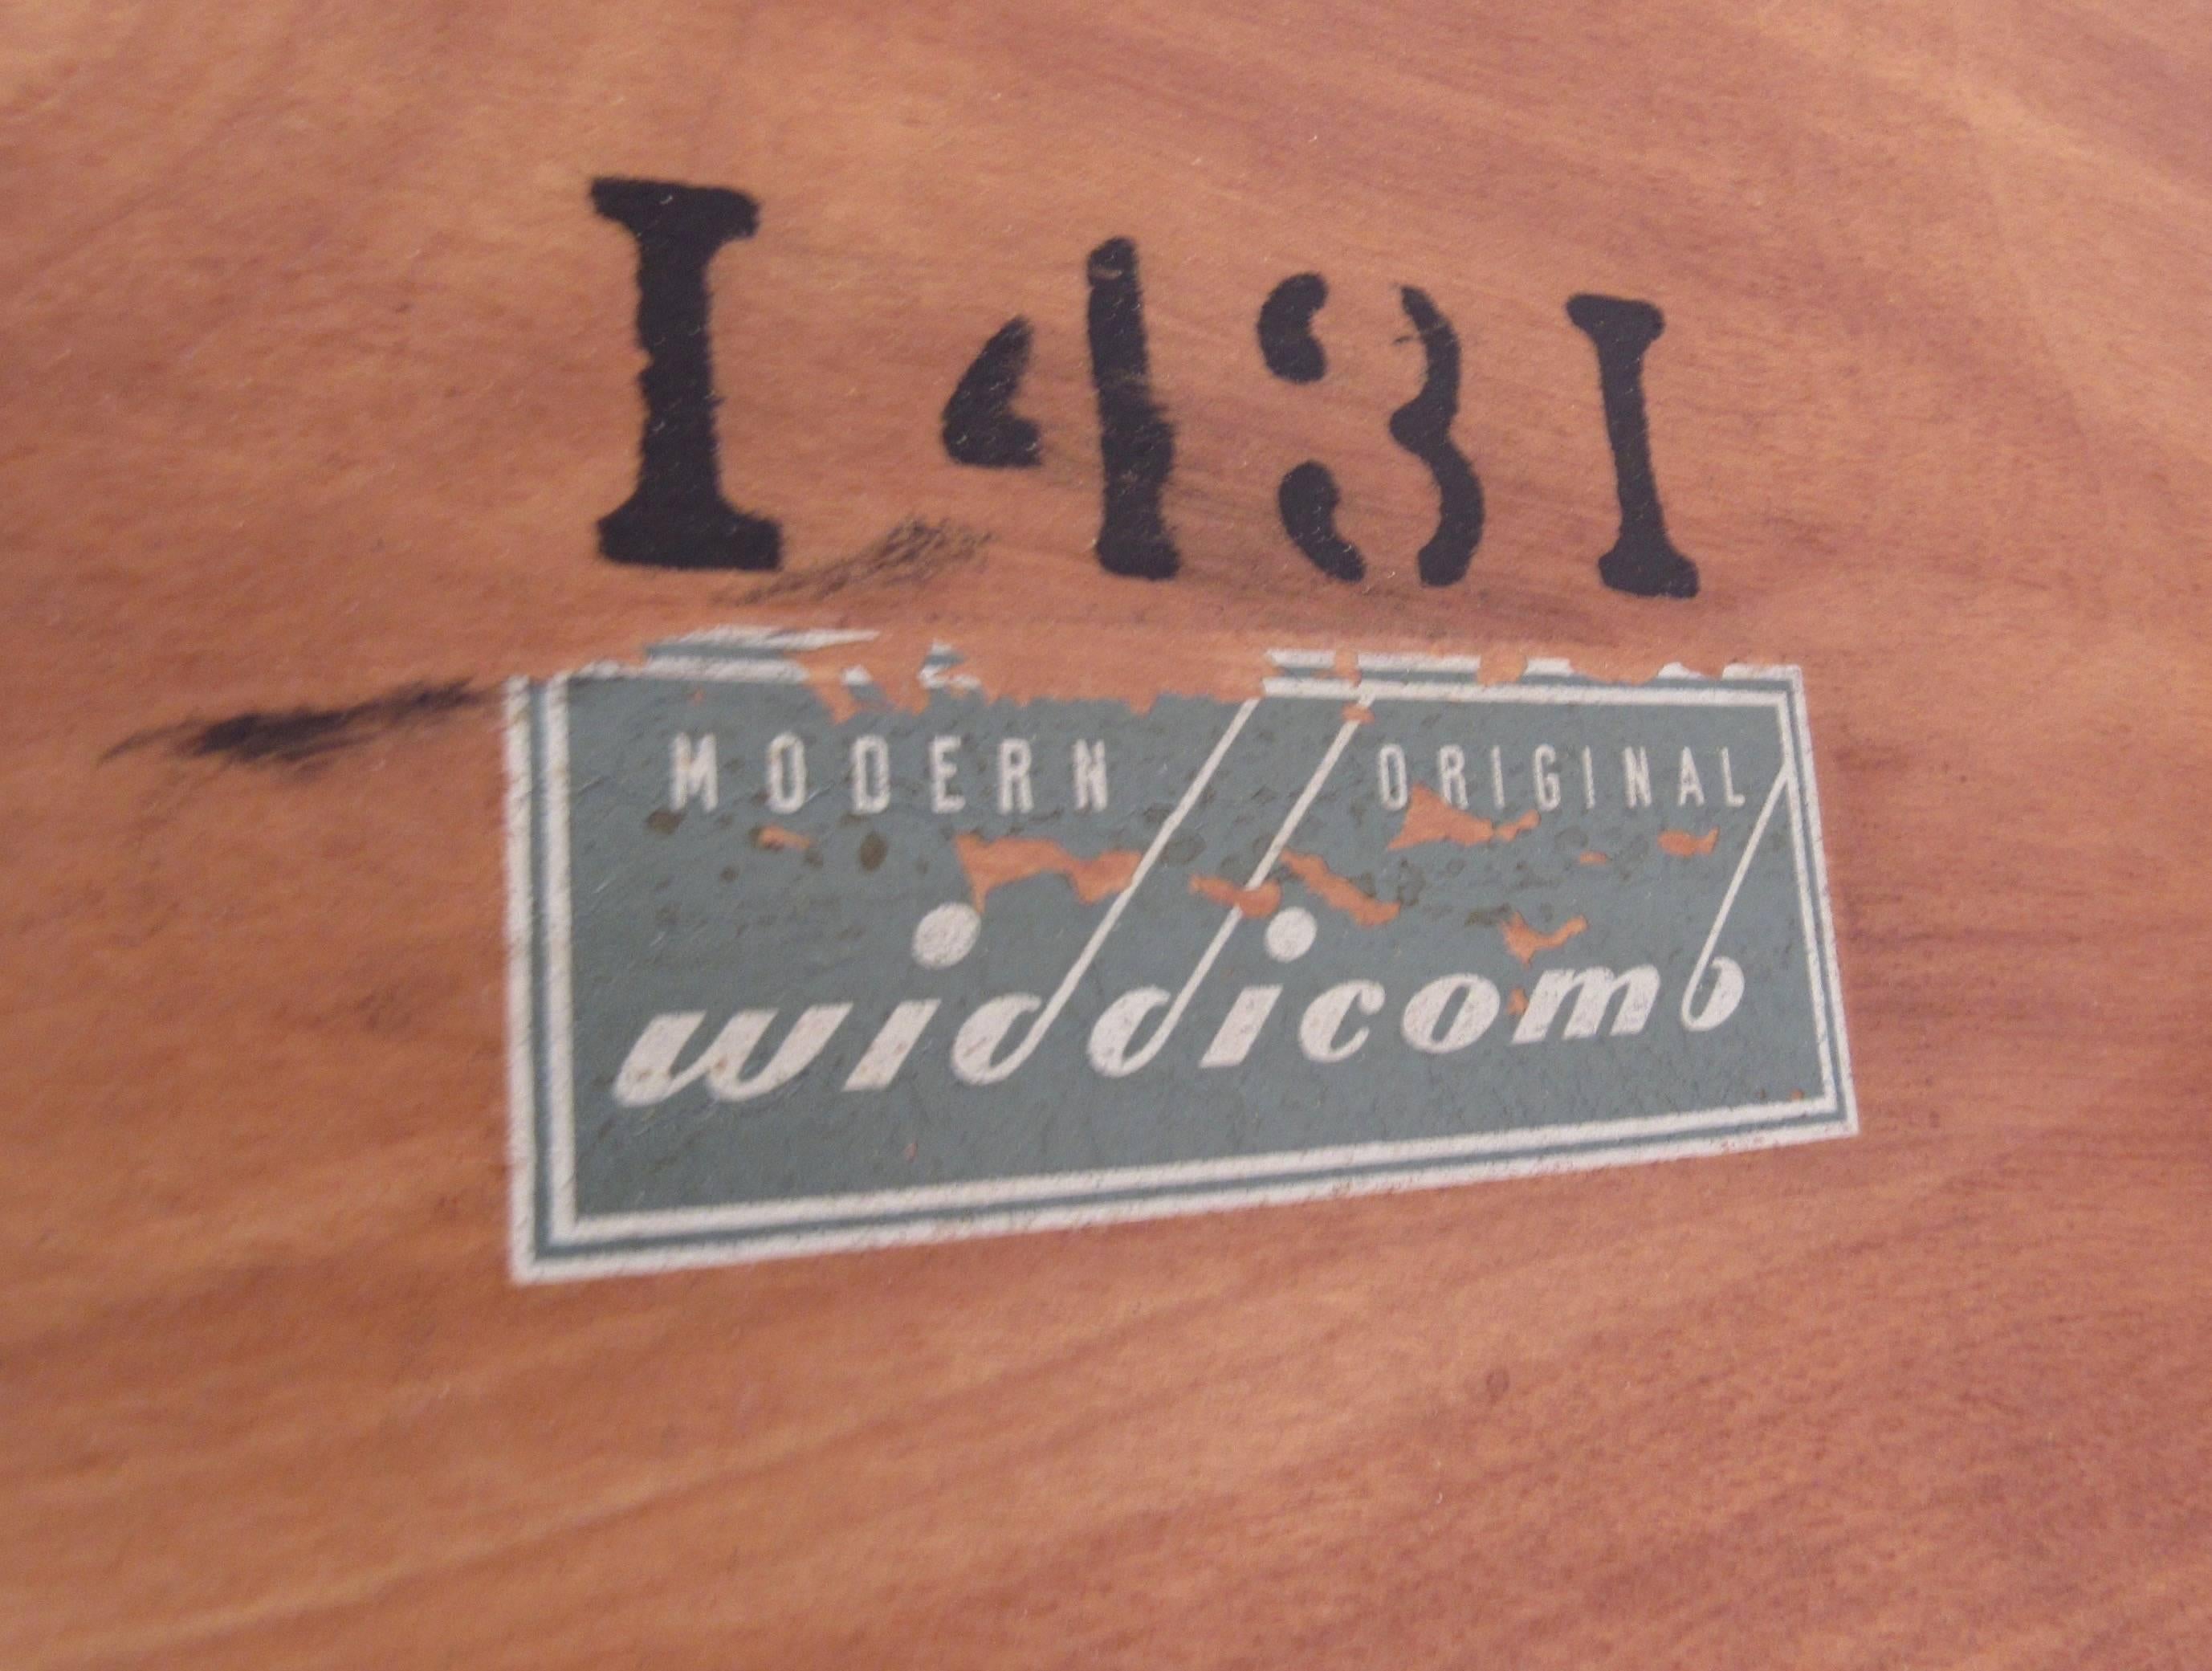 1431
MODERN ORIGINAL
widdicomb